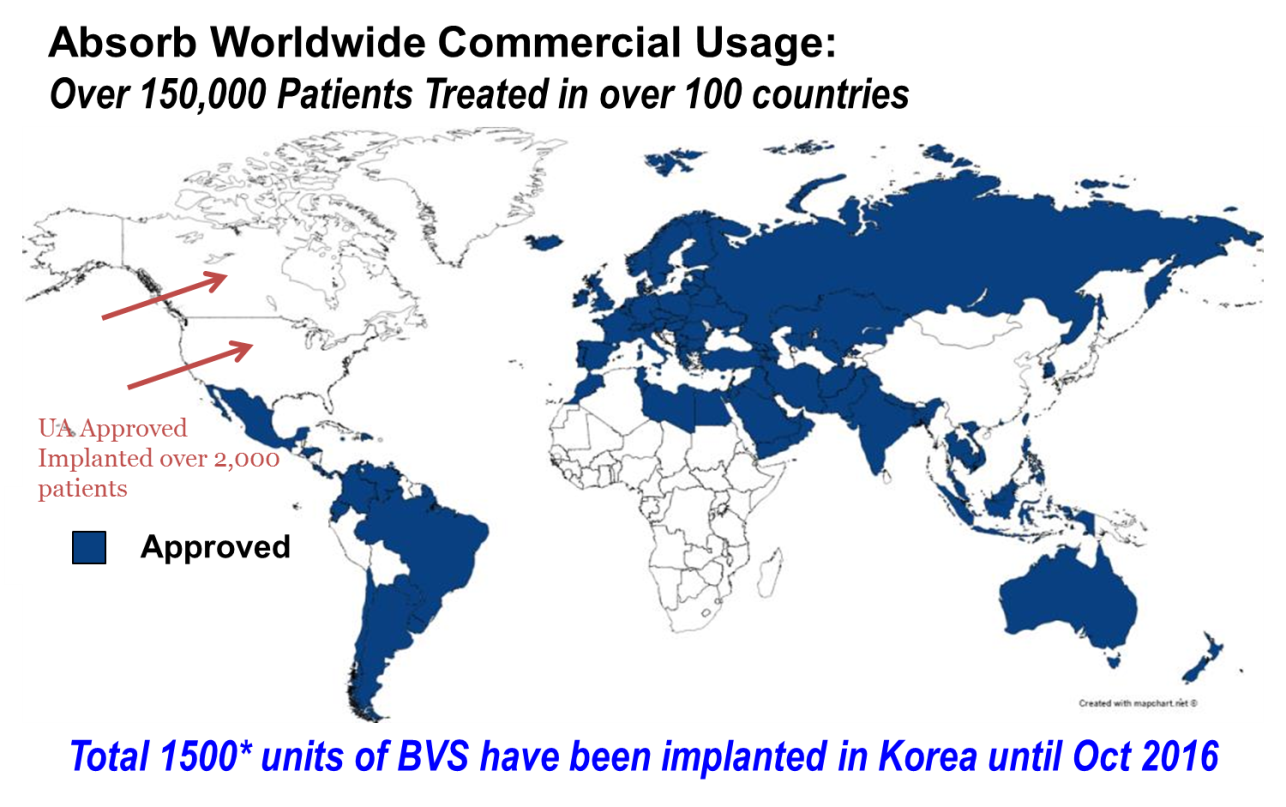 Absorb Worldwide Commercial Usage:
Over 150,000 Patients Treated in over 100 countries
UA Approved
Implanted over 2,000
patients
Approved
Created with mapchart.net ©
Total 1500* units of BVS have been implanted in Korea until Oct 2016